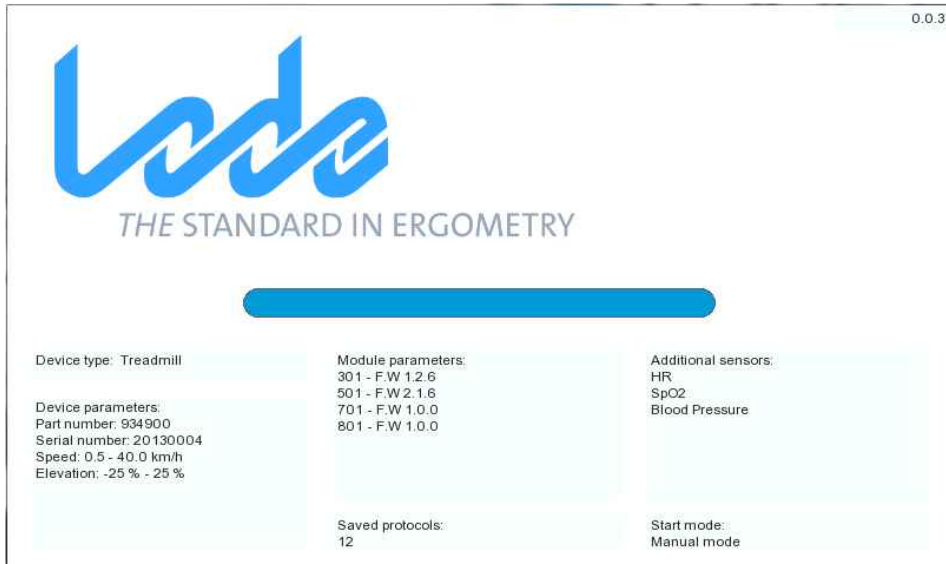 0.0.3
Lode
THE STANDARD IN ERGOMETRY
Device type: Treadmill
Device parameters:
Part number: 934900
Serial number: 20130004
Speed: 0.5 - 40.0 km/h
Elevation: -25 % - 25 %
Module parameters:
301 - F.W 1.2.6
501 - F.W 2.1.6
701 - F.W 1.0.0
801 - F.W 1.0.0
Saved protocols:
12
Additional sensors:
HR
SpO2
Blood Pressure
Start mode:
Manual mode